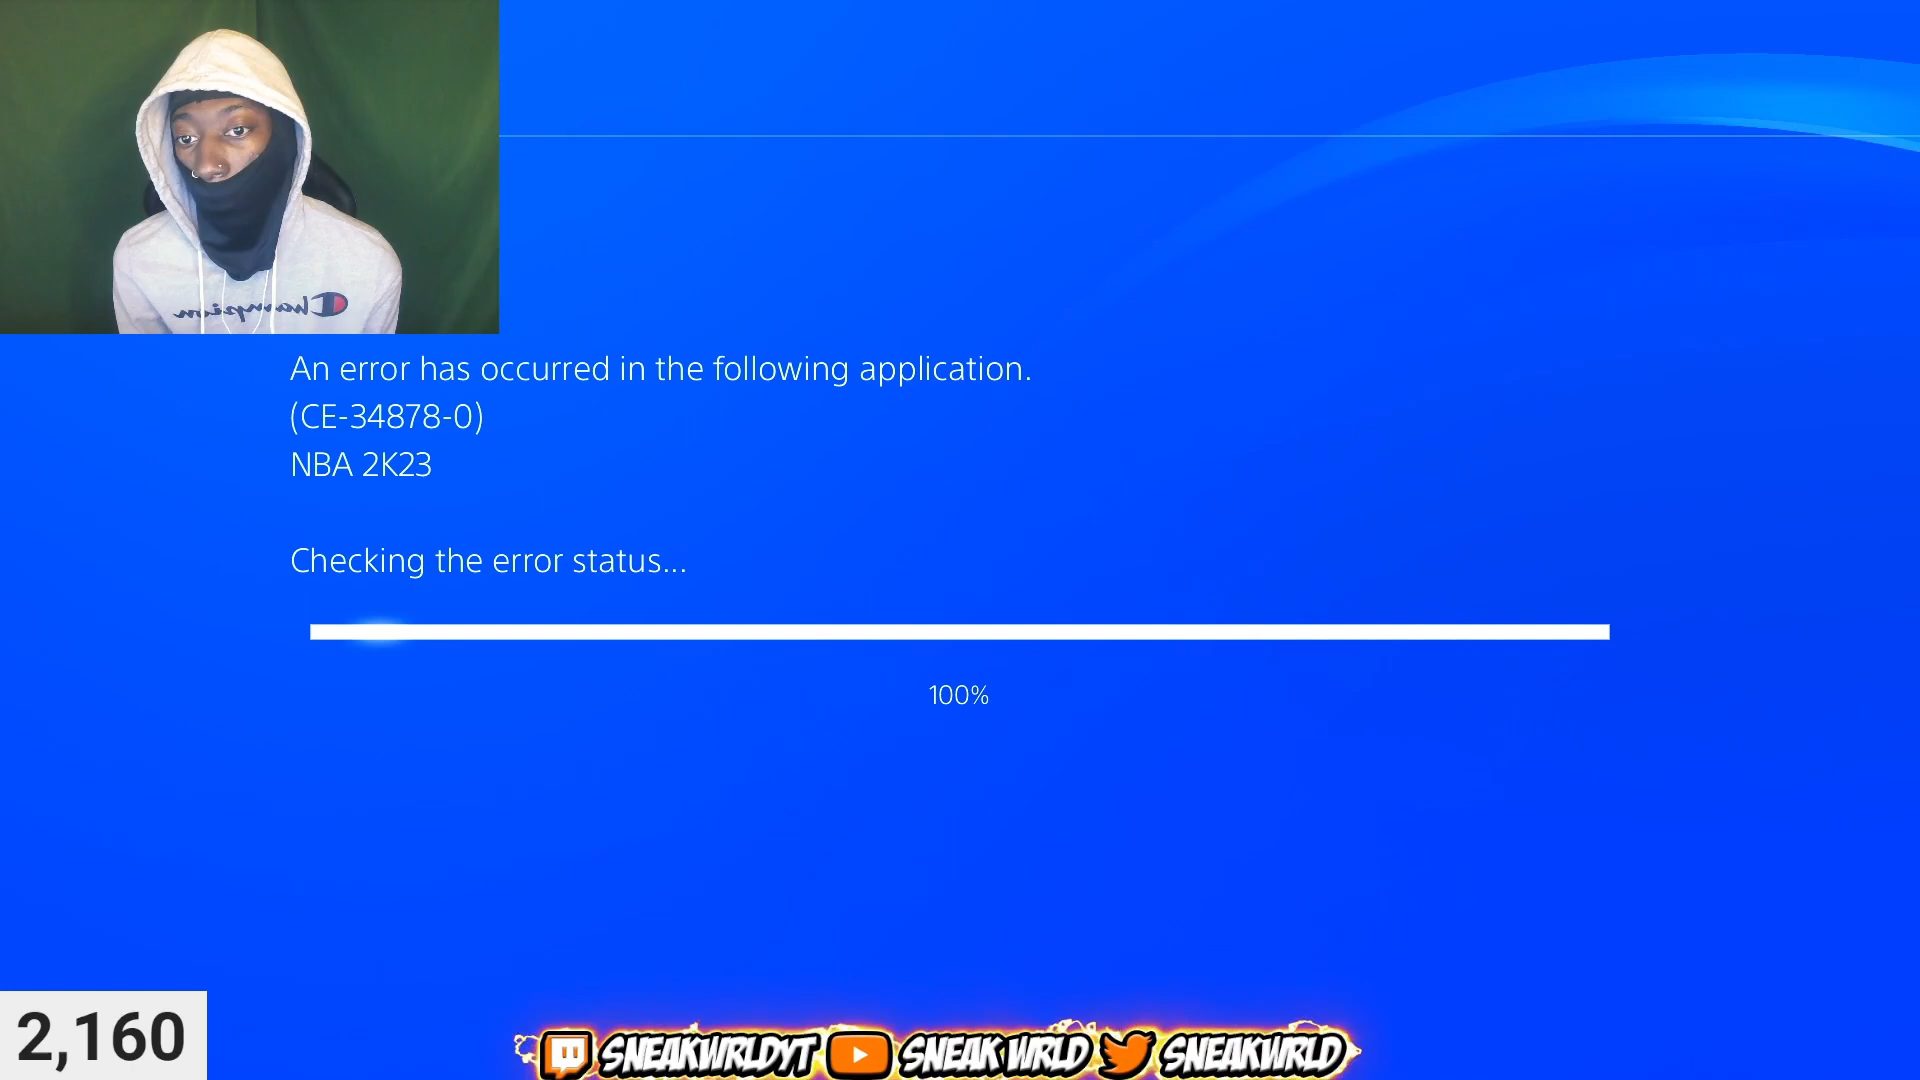 Champion
An error has occurred in the following application.
(CE-34878-0)
NBA 2K23
Checking the error status...
100%
2,160
SNEAKWRLDYT SNEAK WRLD SNEAKWRLD